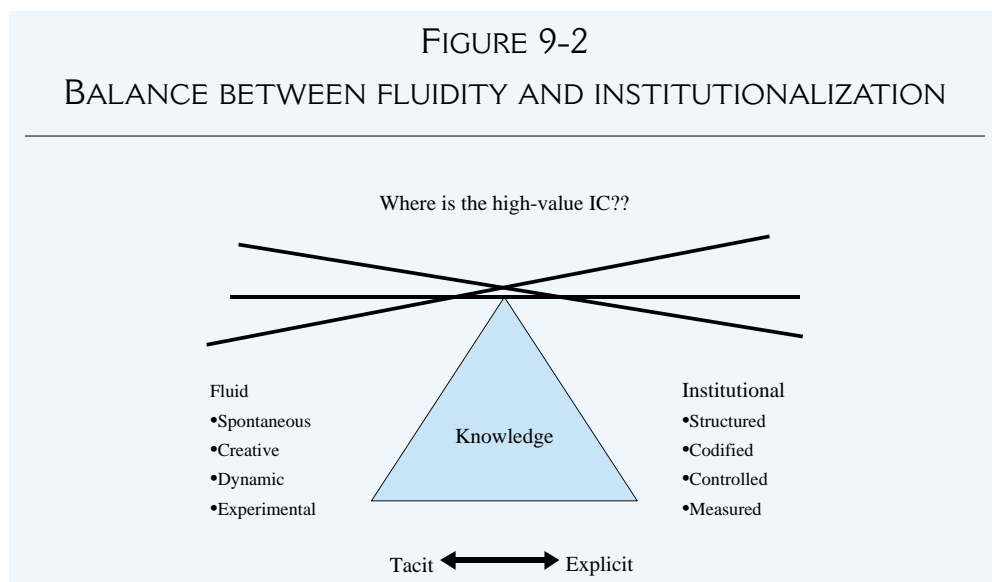 FIGURE 9-2
BALANCE BETWEEN FLUIDITY AND INSTITUTIONALIZATION
Where is the high-value IC??
Fluid
•Spontaneous
•Creative
•Dynamic
•Experimental
Knowledge
Institutional
•Structured
•Codified
•Controlled
•Measured
Tacit Explicit